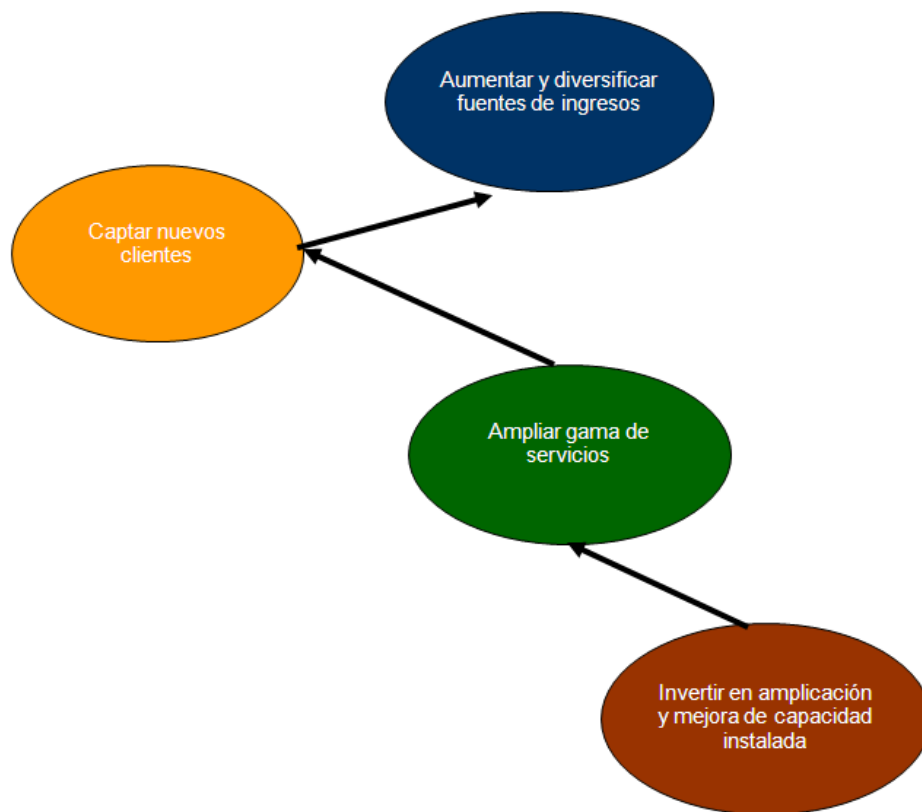 Aumentar y diversificar
fuentes de ingresos
Captar nuevos
clientes
Ampliar gama de
servicios
Invertir en amplicación
y mejora de capacidad
instalada